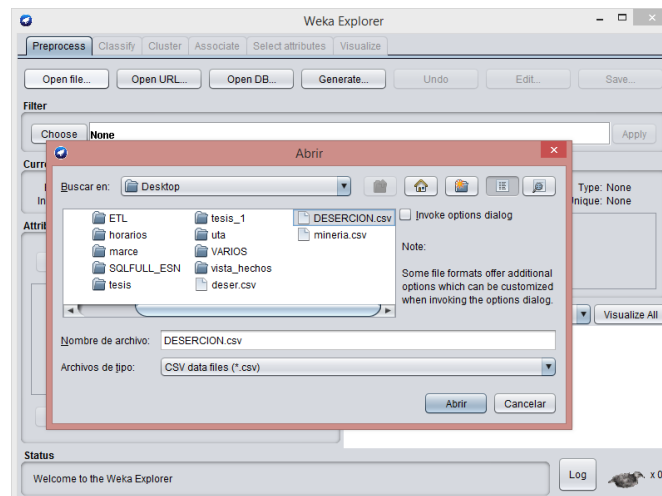 Weka Explorer
Preprocess Classify Cluster Associate Select attributes Visualize
Open file... Open URL... Open DB... Generate... Undo Edit... Save...
Filter
Choose None Apply
Abrir
Curr
Buscar en: Desktop
Type: None
In
Unique: None
ETL tesis_1 DESERCION.csv Invoke options dialog
Attrib
horarios uta mineria.csv
Note:
marce VARIOS
SQLFULL_ESN vista_hechos
tesis deser.csv
Some file formats offer additional
options which can be customized
when invoking the options dialog.
Visualize All
Nombre de archivo: DESERCION.csv
Archivos de tipo: CSV data files (*.csv)
Abrir Cancelar
Status
Welcome to the Weka Explorer Log x 0